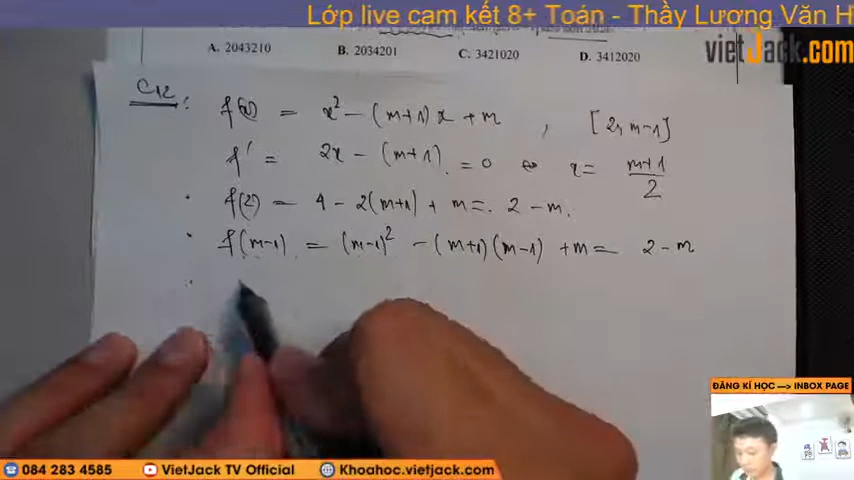 Lớp live cam kết 8+ Toán - Thầy Lương Văn H
vietJack.com
A. 2043210 B. 2034201 C. 3421020 D. 3412020
C12: f(x) = x² - (m+1)x + m , [2, m-1]
f' = 2x - (m+1) = 0 ⇔ x = (m+1)/2
• f(2) = 4 - 2(m+1) + m = 2 - m.
• f(m-1) = (m-1)² - (m+1)(m-1) + m = 2 - m
ĐĂNG KÍ HỌC → INBOX PAGE
084 283 4585 VietJack TV Official Khoahoc.vietjack.com